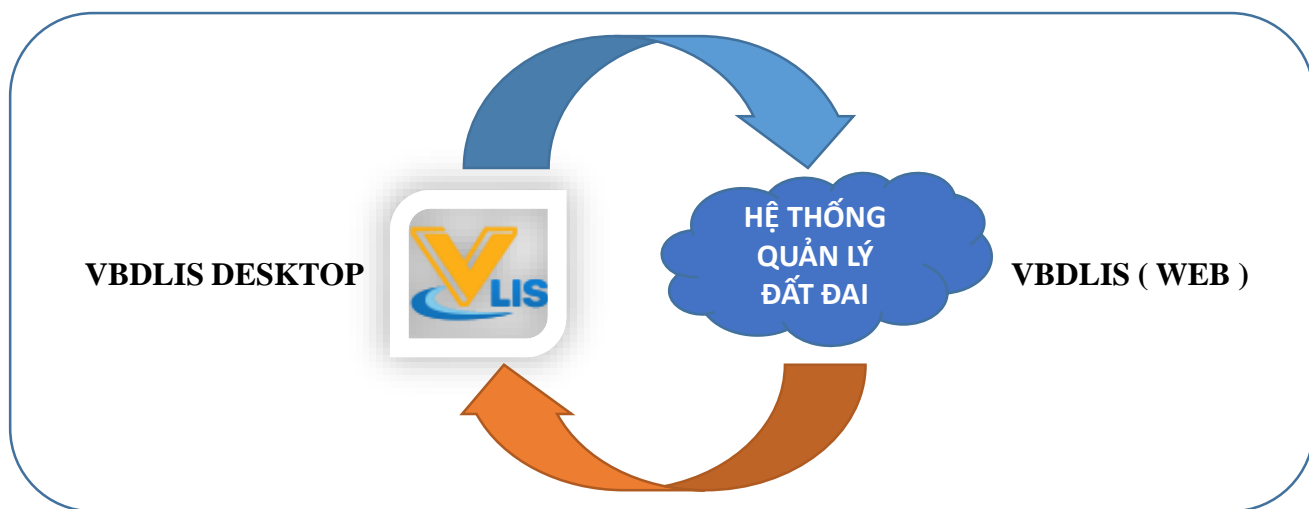 VBDLIS DESKTOP
V LIS
HỆ THỐNG
QUẢN LÝ
ĐẤT ĐAI
VBDLIS ( WEB )